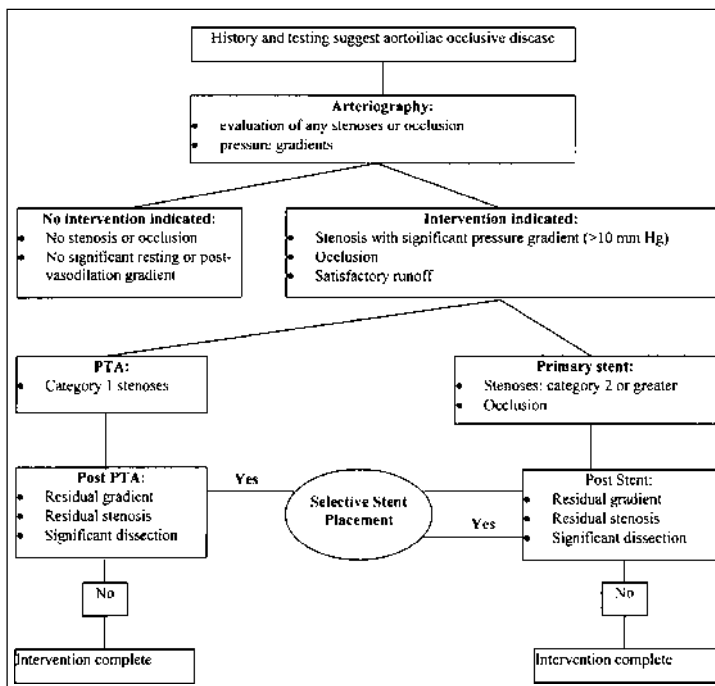 History and testing suggest aortoiliac occlusive disease
Arteriography:
• evaluation of any stenoses or occlusion
• pressure gradients
No intervention indicated:
• No stenosis or occlusion
• No significant resting or post-
vasodilation gradient
Intervention indicated:
• Stenosis with significant pressure gradient (>10 mm Hg)
• Occlusion
• Satisfactory runoff
PTA:
• Category 1 stenoses
Primary stent:
• Stenoses: category 2 or greater
• Occlusion
Post PTA:
• Residual gradient
• Residual stenosis
• Significant dissection
Yes
Selective Stent
Placement
Yes
Post Stent:
• Residual gradient
• Residual stenosis
• Significant dissection
No
No
Intervention complete
Intervention complete